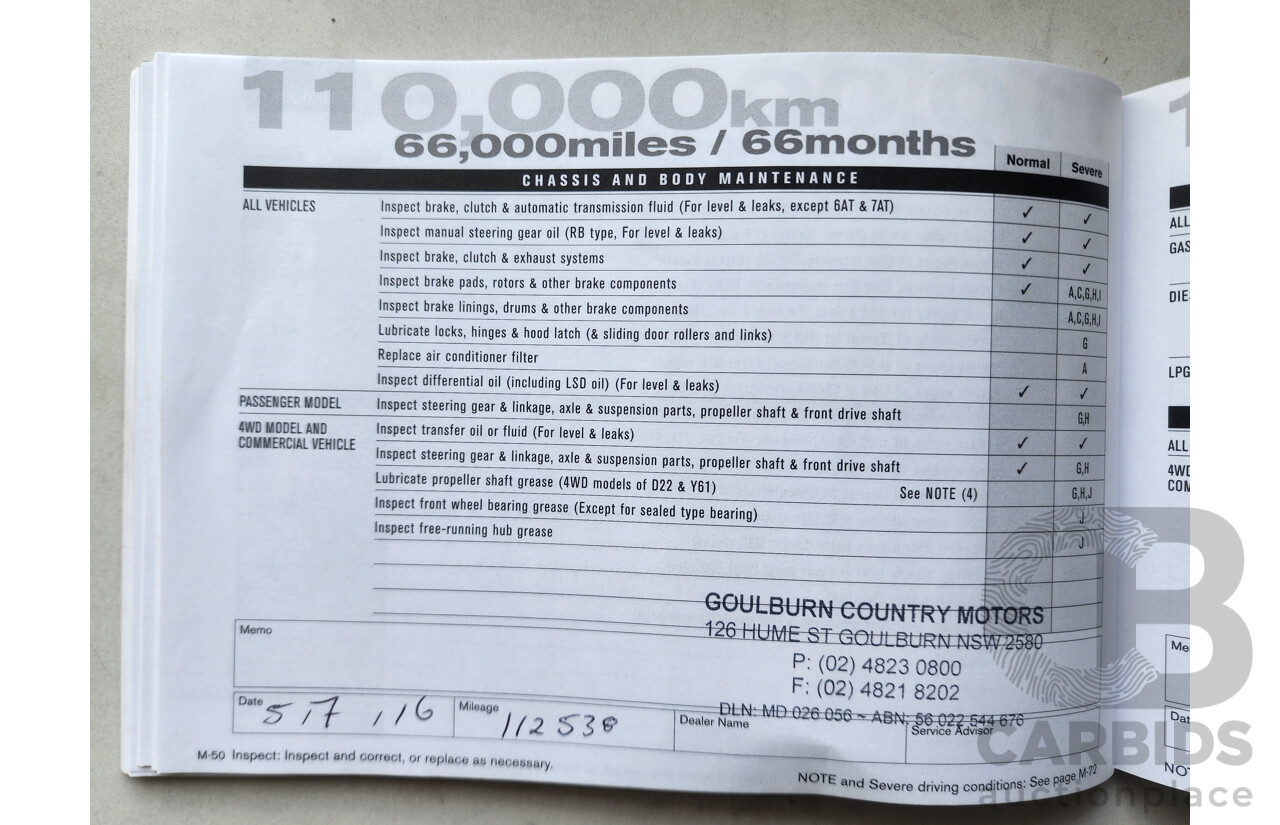 110,000km
66,000miles / 66months
Normal Severe
CHASSIS AND BODY MAINTENANCE
ALL VEHICLES Inspect brake, clutch & automatic transmission fluid (For level & leaks, except 6AT & 7AT) ✓ ✓
Inspect manual steering gear oil (RB type, For level & leaks) ✓ ✓
Inspect brake, clutch & exhaust systems ✓ ✓
Inspect brake pads, rotors & other brake components ✓ A,C,G,H,I
Inspect brake linings, drums & other brake components A,C,G,H,I
Lubricate locks, hinges & hood latch (& sliding door rollers and links) G
Replace air conditioner filter A
Inspect differential oil (including LSD oil) (For level & leaks) ✓ ✓
PASSENGER MODEL Inspect steering gear & linkage, axle & suspension parts, propeller shaft & front drive shaft G,H
4WD MODEL AND Inspect transfer oil or fluid (For level & leaks) ✓ ✓
COMMERCIAL VEHICLE Inspect steering gear & linkage, axle & suspension parts, propeller shaft & front drive shaft ✓ G,H
Lubricate propeller shaft grease (4WD models of D22 & Y61) See NOTE (4) G,H,J
Inspect front wheel bearing grease (Except for sealed type bearing) J
Inspect free-running hub grease J
GOULBURN COUNTRY MOTORS
126 HUME ST GOULBURN NSW 2580
P: (02) 4823 0800
F: (02) 4821 8202
DLN: MD 026 056 ~ ABN: 56 022 544 676
Memo
Date 5/7/16 Mileage 112538 Dealer Name Service Advisor
M-50 Inspect: Inspect and correct, or replace as necessary.
NOTE and Severe driving conditions: See page M-72
ALL
GAS
DIE
LPG
ALL
4WD
COM
Me
Dat
NO
CB
CARBIDS
auctionplace